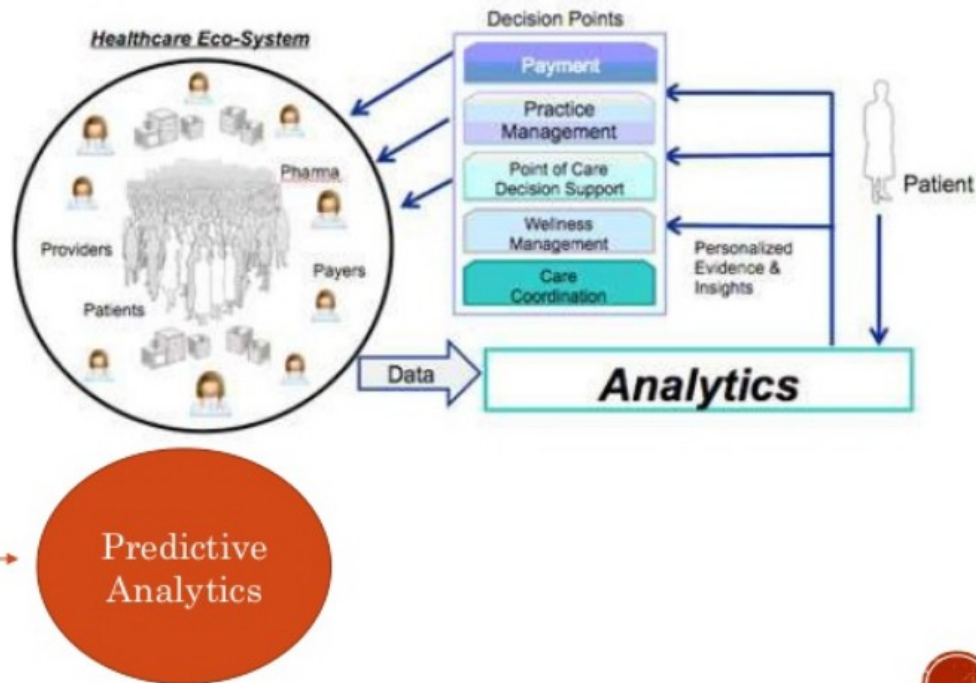 Healthcare Eco-System
Pharma
Providers
Payers
Patients
Decision Points
Payment
Practice
Management
Point of Care
Decision Support
Wellness
Management
Care
Coordination
Personalized
Evidence &
Insights
Patient
Data
Analytics
Predictive
Analytics